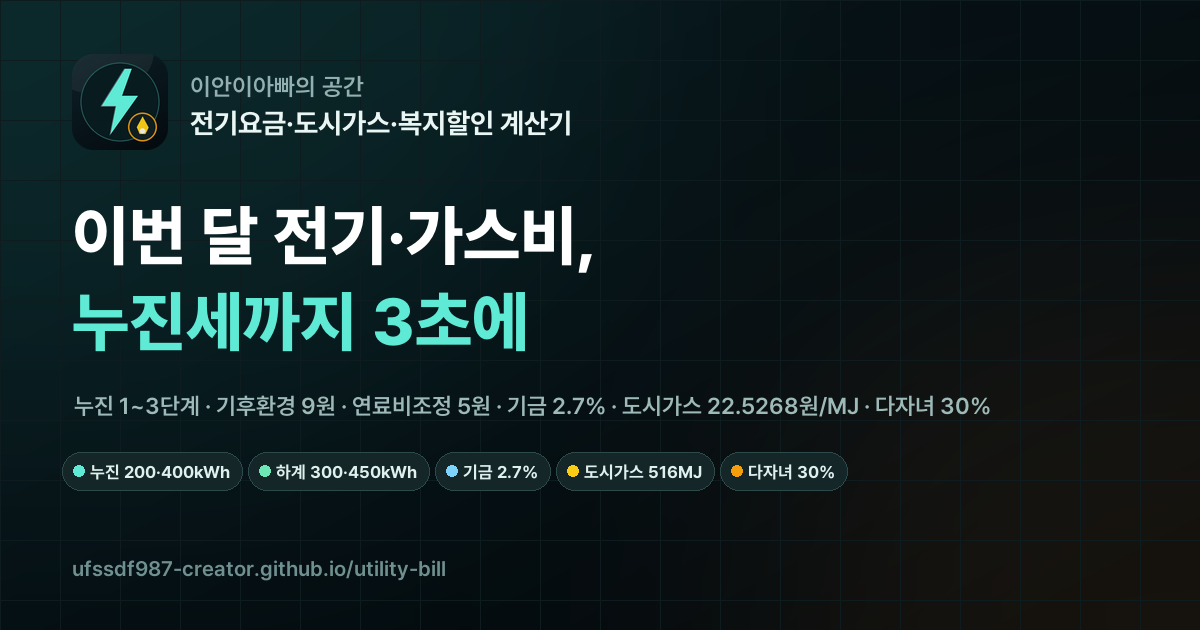 이안이아빠의 공간
전기요금·도시가스·복지할인 계산기
이번 달 전기·가스비,
누진세까지 3초에
누진 1~3단계 · 기후환경 9원 · 연료비조정 5원 · 기금 2.7% · 도시가스 22.5268원/MJ · 다자녀 30%
누진 200·400kWh 하계 300·450kWh 기금 2.7% 도시가스 516MJ 다자녀 30%
ufssdf987-creator.github.io/utility-bill